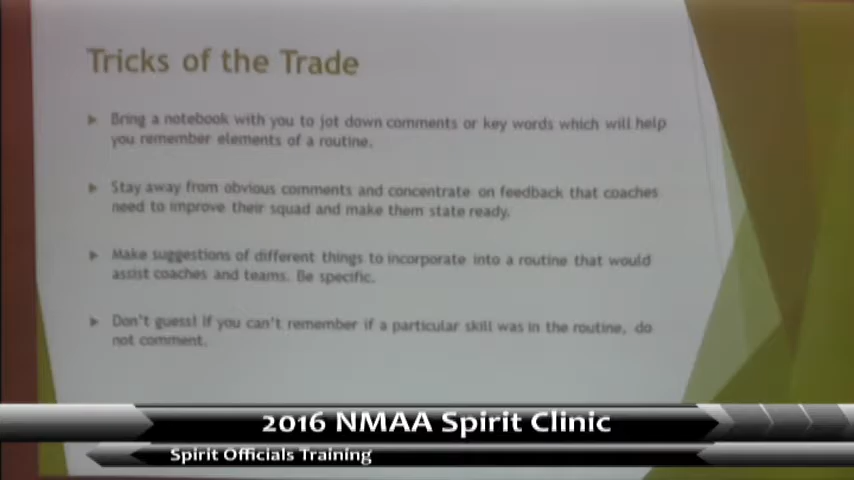 Tricks of the Trade
Bring a notebook with you to jot down comments or key words which will help
you remember elements of a routine.
Stay away from obvious comments and concentrate on feedback that coaches
need to improve their squad and make them state ready.
Make suggestions of different things to incorporate into a routine that would
assist coaches and teams. Be specific.
Don't guess! If you can't remember if a particular skill was in the routine, do
not comment.
2016 NMAA Spirit Clinic
Spirit Officials Training